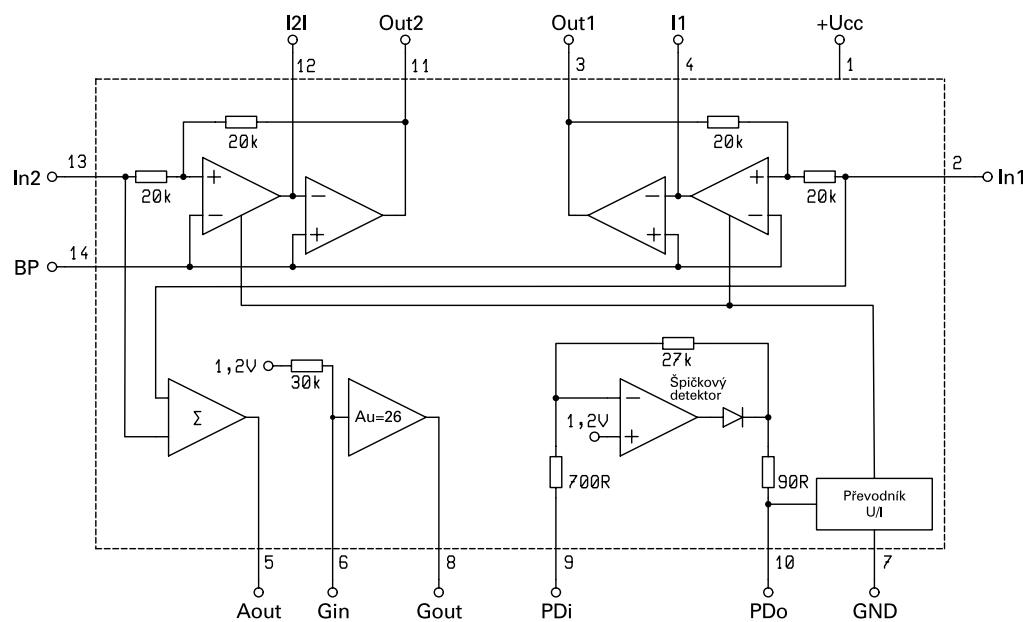 I2I Out2 Out1 I1 +Ucc
12 11 3 4 1
20k 20k
13 2
In2 + + In1
20k − − 20k
− −
+ +
14
BP
1,2V 27k
30k Špičkový
detektor
−
Σ Au=26 1,2V
+
700R 90R Převodník
U/I
5 6 8 9 10 7
Aout Gin Gout PDi PDo GND